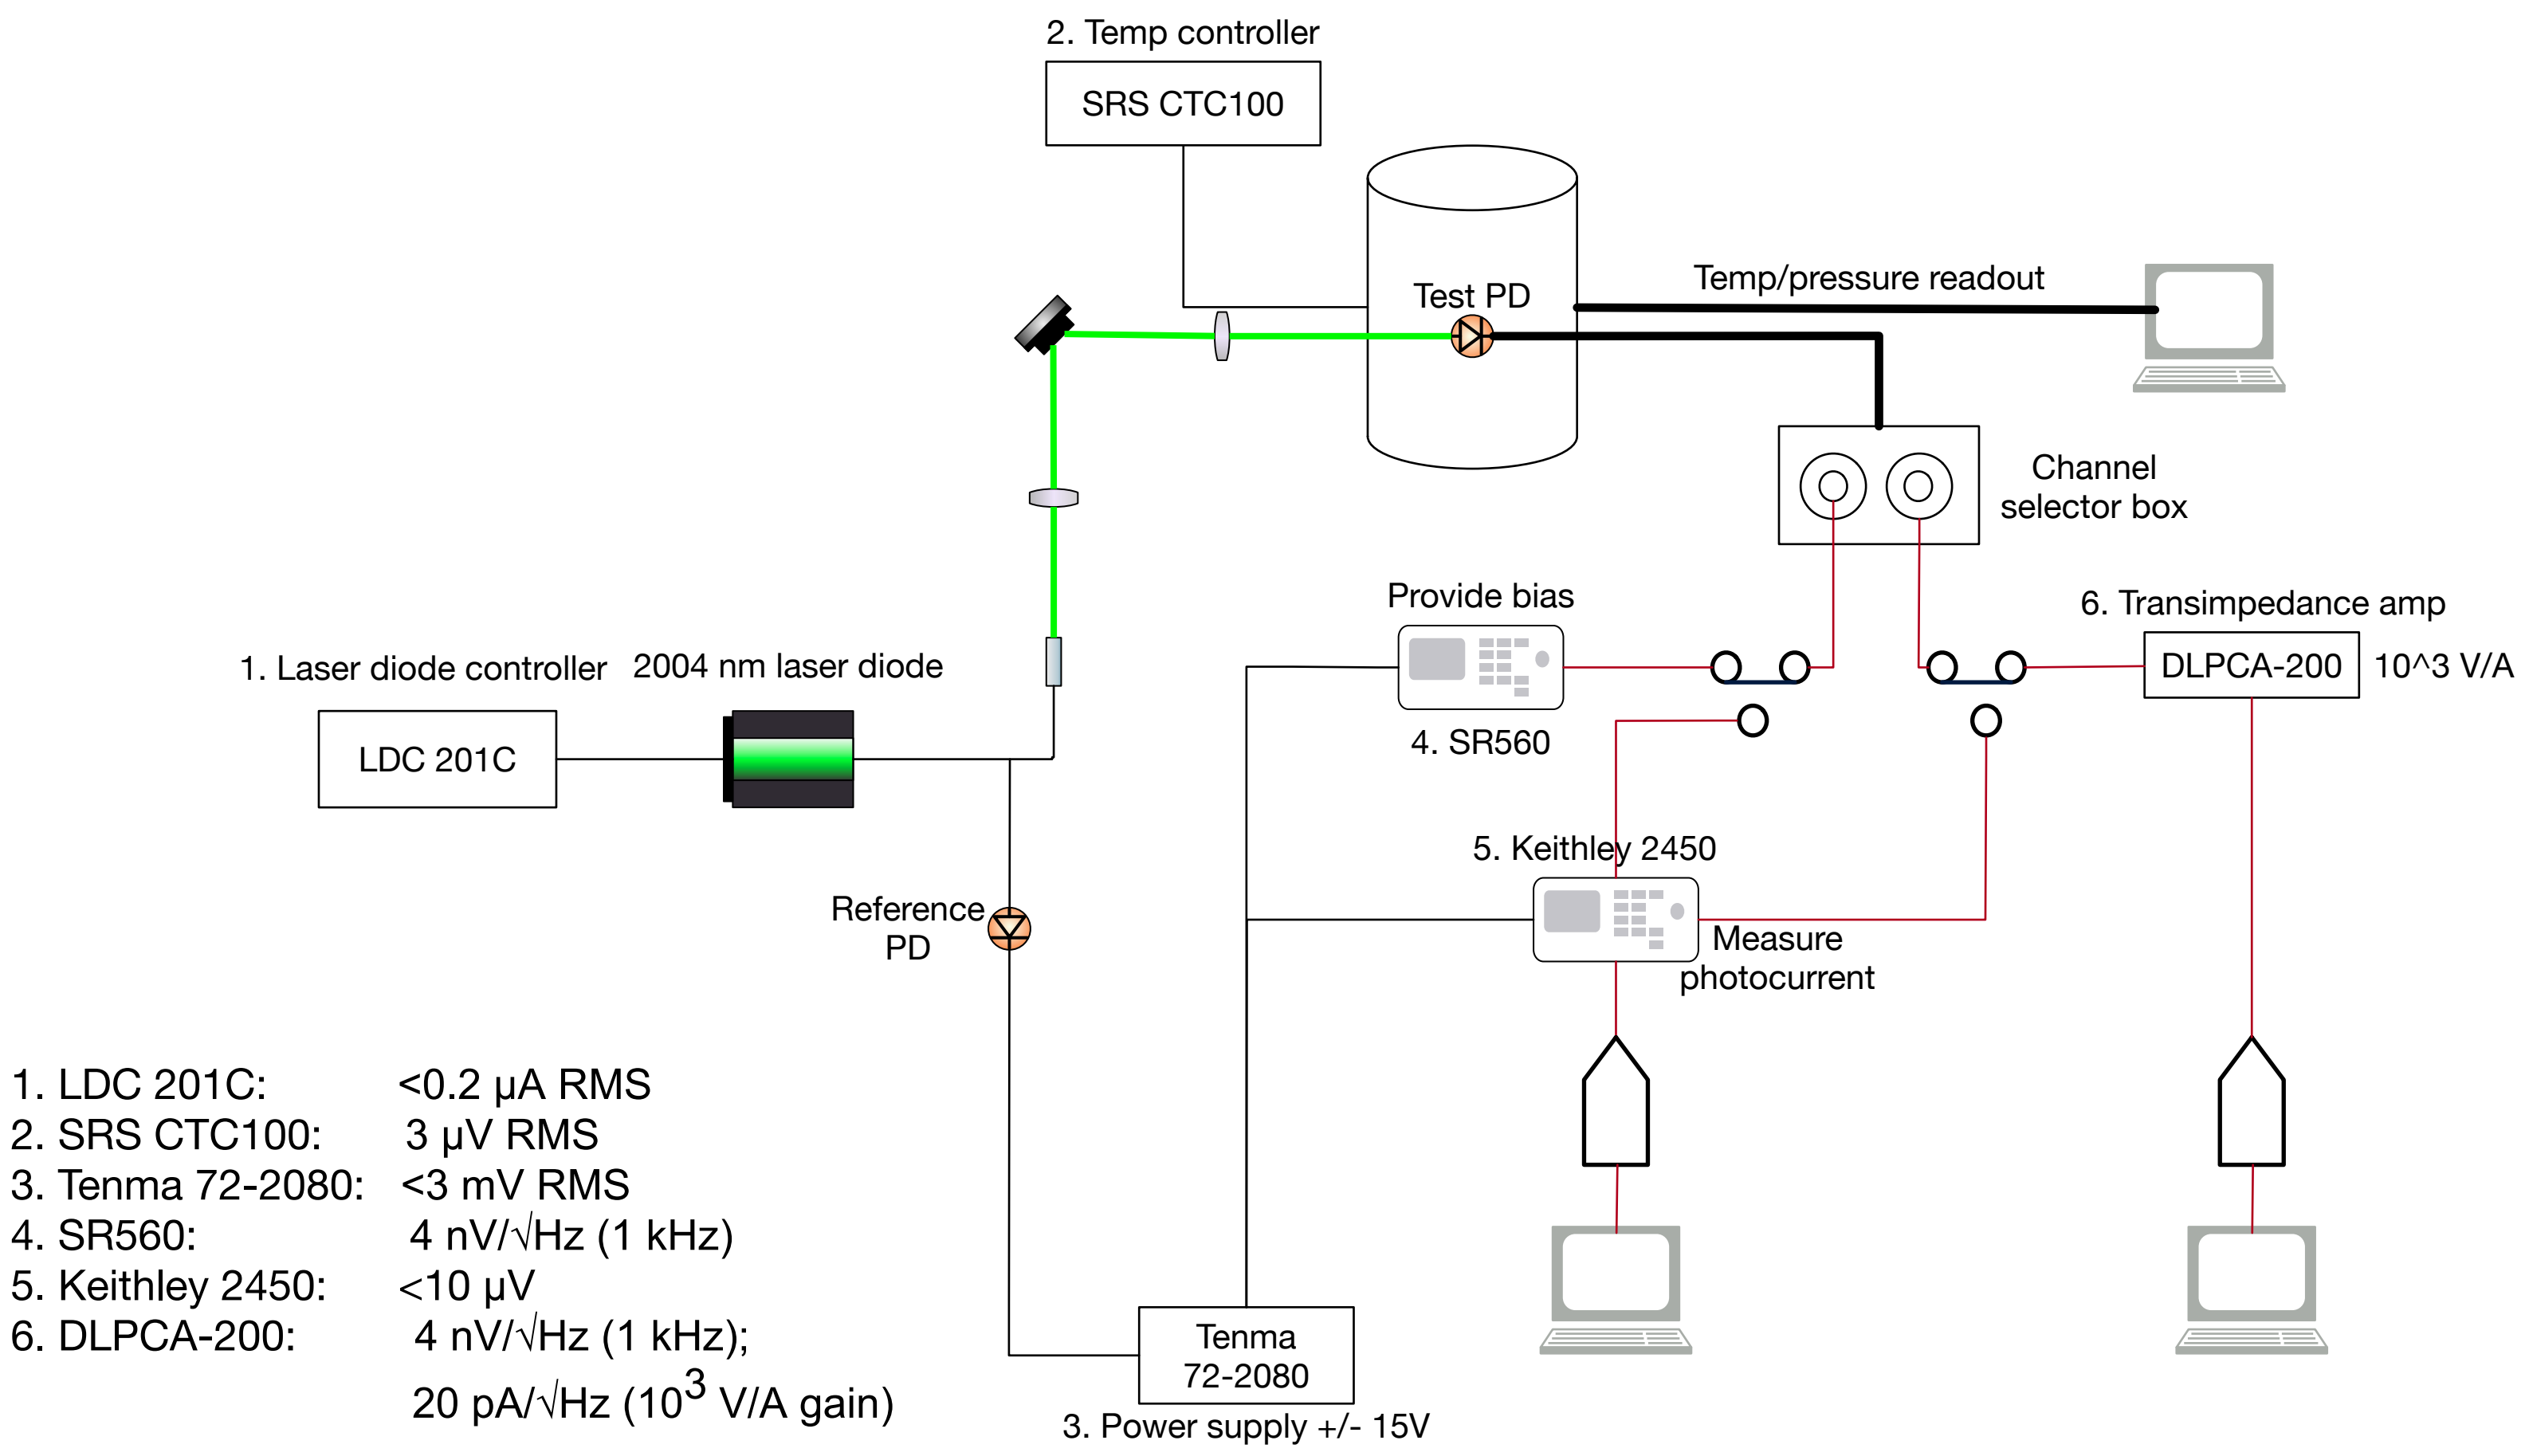 2. Temp controller
SRS CTC100
Test PD
Temp/pressure readout
Channel
selector box
Provide bias
4. SR560
6. Transimpedance amp
DLPCA-200
10^3 V/A
1. Laser diode controller
2004 nm laser diode
LDC 201C
5. Keithley 2450
Measure
photocurrent
Reference
PD
1. LDC 201C: <0.2 µA RMS
2. SRS CTC100: 3 µV RMS
3. Tenma 72-2080: <3 mV RMS
4. SR560: 4 nV/√Hz (1 kHz)
5. Keithley 2450: <10 µV
6. DLPCA-200: 4 nV/√Hz (1 kHz);
20 pA/√Hz (10³ V/A gain)
Tenma
72-2080
3. Power supply +/- 15V